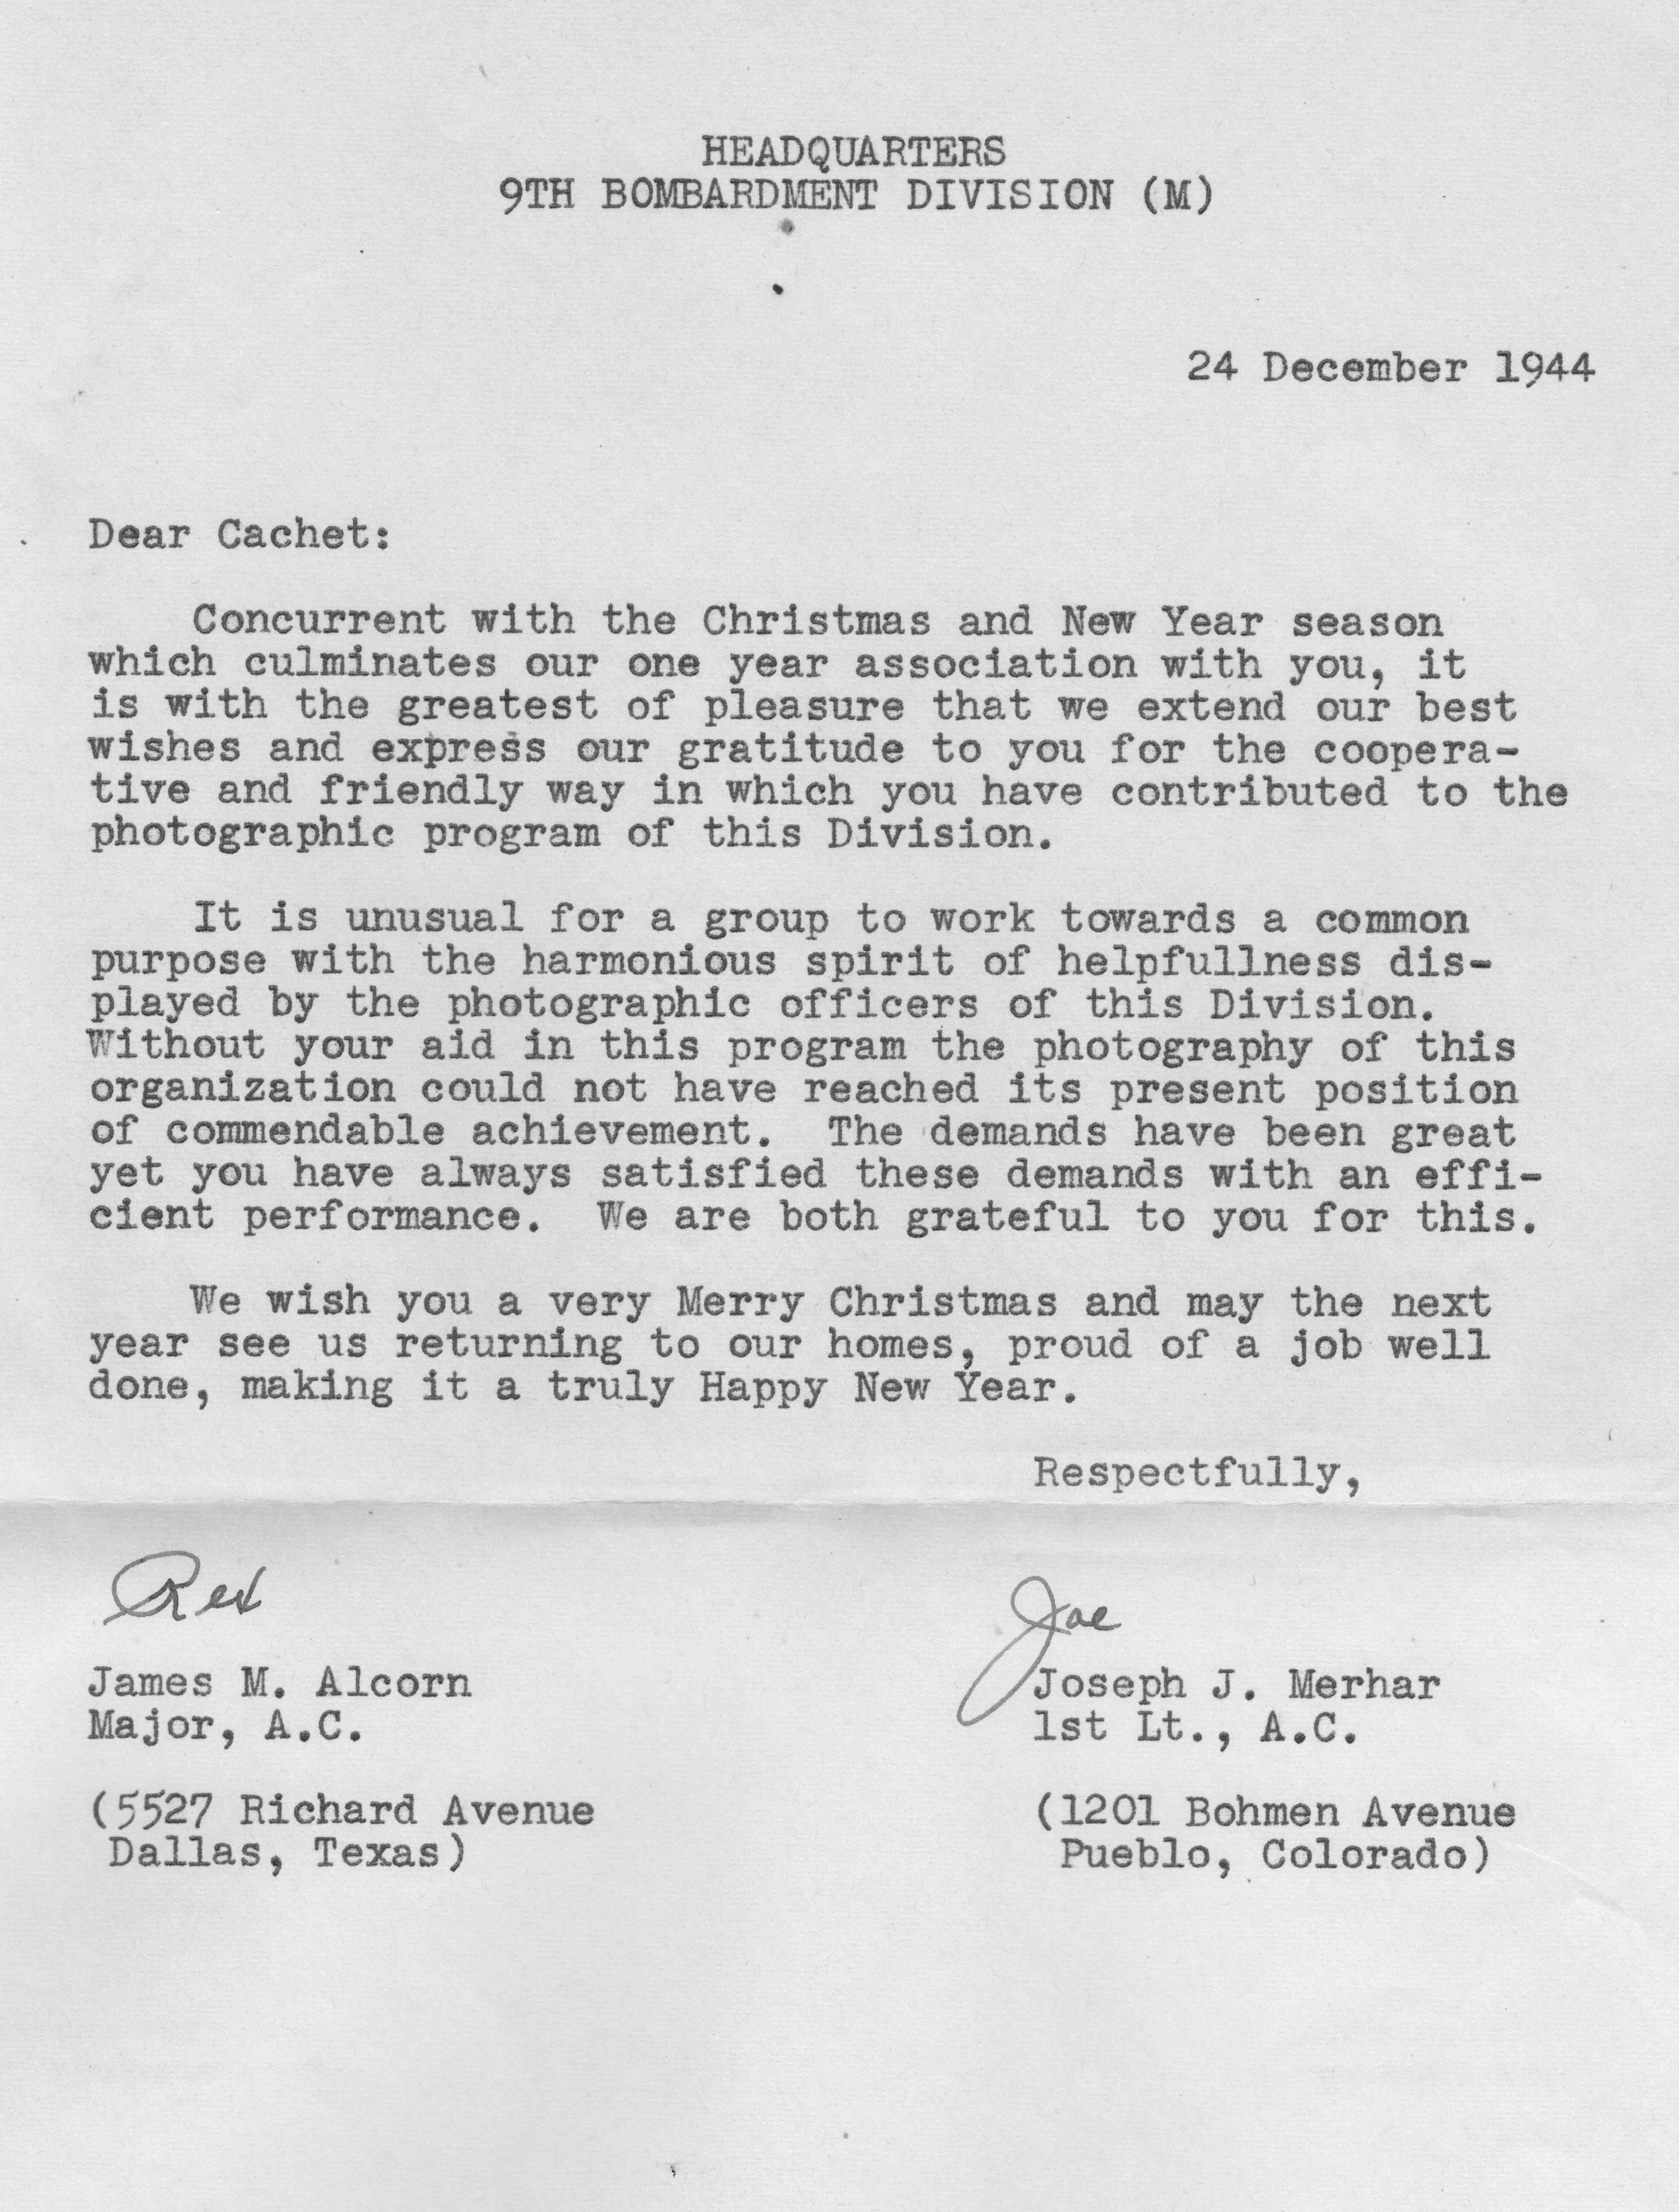 HEADQUARTERS
9TH BOMBARDMENT DIVISION (M)
24 December 1944
Dear Cachet:
Concurrent with the Christmas and New Year season
which culminates our one year association with you, it
is with the greatest of pleasure that we extend our best
wishes and express our gratitude to you for the coopera-
tive and friendly way in which you have contributed to the
photographic program of this Division.
It is unusual for a group to work towards a common
purpose with the harmonious spirit of helpfullness dis-
played by the photographic officers of this Division.
Without your aid in this program the photography of this
organization could not have reached its present position
of commendable achievement. The demands have been great
yet you have always satisfied these demands with an effi-
cient performance. We are both grateful to you for this.
We wish you a very Merry Christmas and may the next
year see us returning to our homes, proud of a job well
done, making it a truly Happy New Year.
Respectfully,
Rex
Joe
James M. Alcorn
Major, A.C.
(5527 Richard Avenue
Dallas, Texas)
Joseph J. Merhar
1st Lt., A.C.
(1201 Bohmen Avenue
Pueblo, Colorado)